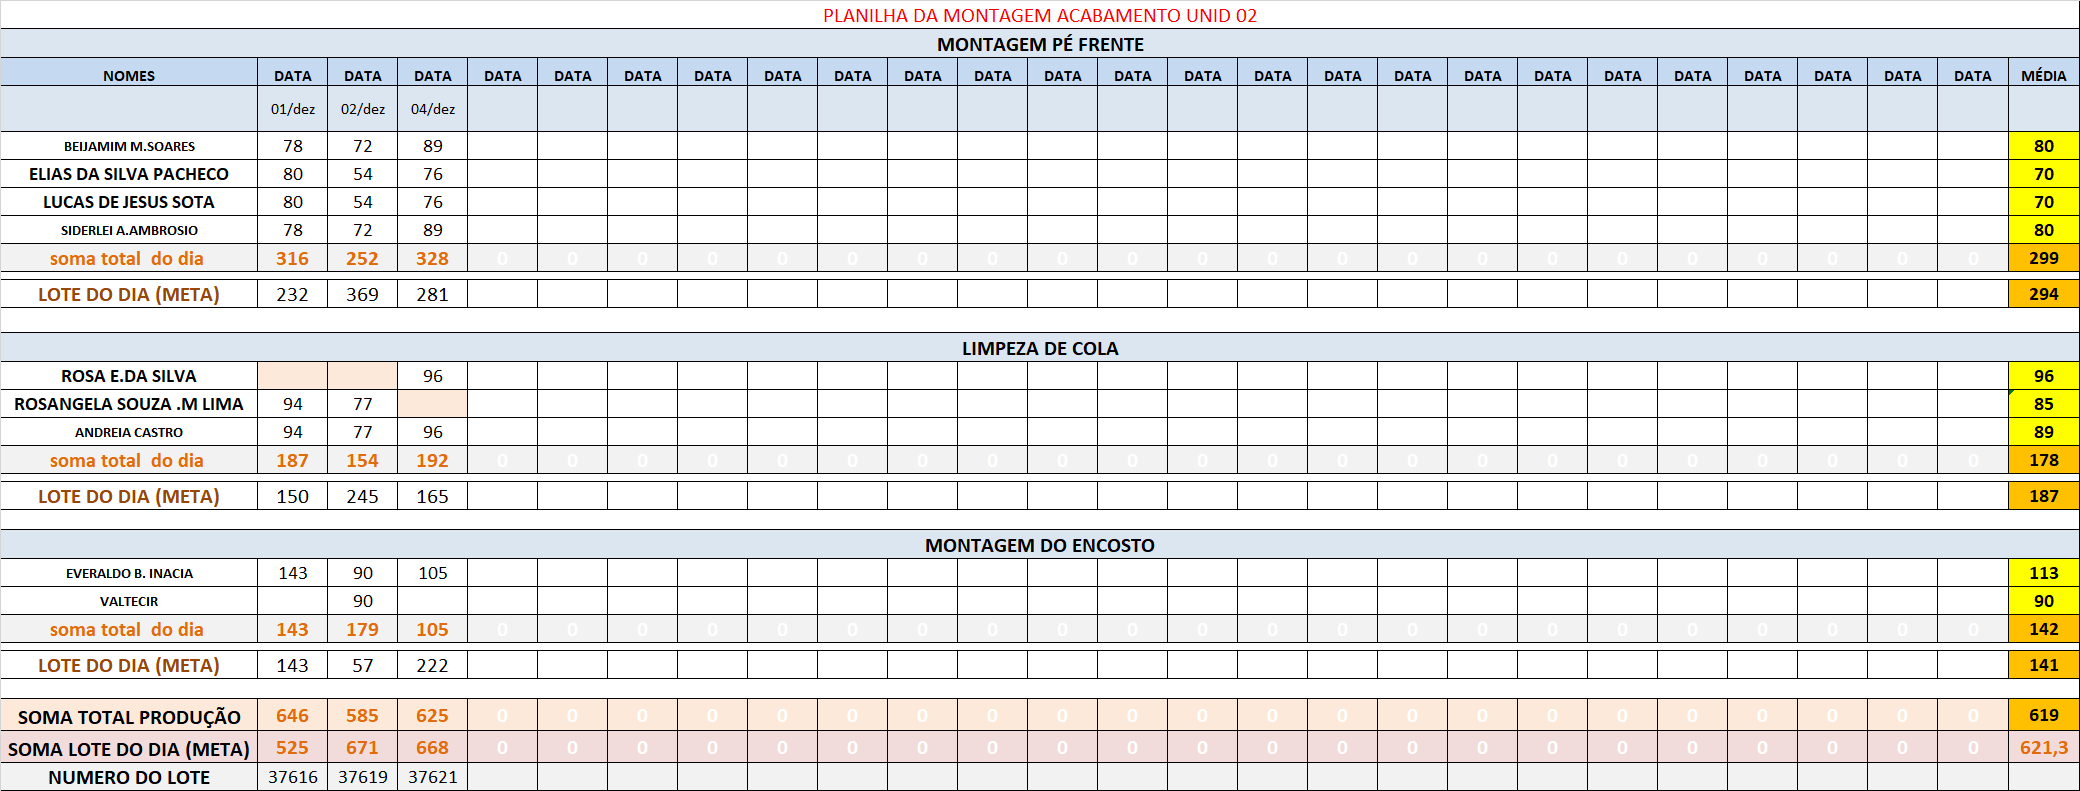 PLANILHA DA MONTAGEM ACABAMENTO UNID 02
MONTAGEM PÉ FRENTE
NOMES DATA DATA DATA DATA DATA DATA DATA DATA DATA DATA DATA DATA DATA DATA DATA DATA DATA DATA DATA DATA DATA DATA DATA DATA DATA MÉDIA
01/dez 02/dez 04/dez
BEIJAMIM M.SOARES 78 72 89 80
ELIAS DA SILVA PACHECO 80 54 76 70
LUCAS DE JESUS SOTA 80 54 76 70
SIDERLEI A.AMBROSIO 78 72 89 80
soma total do dia 316 252 328 0 0 0 0 0 0 0 0 0 0 0 0 0 0 0 0 0 0 0 0 0 0 299
LOTE DO DIA (META) 232 369 281 294
LIMPEZA DE COLA
ROSA E.DA SILVA 96 96
ROSANGELA SOUZA .M LIMA 94 77 85
ANDREIA CASTRO 94 77 96 89
soma total do dia 187 154 192 0 0 0 0 0 0 0 0 0 0 0 0 0 0 0 0 0 0 0 0 0 0 178
LOTE DO DIA (META) 150 245 165 187
MONTAGEM DO ENCOSTO
EVERALDO B. INACIA 143 90 105 113
VALTECIR 90 90
soma total do dia 143 179 105 0 0 0 0 0 0 0 0 0 0 0 0 0 0 0 0 0 0 0 0 0 0 142
LOTE DO DIA (META) 143 57 222 141
SOMA TOTAL PRODUÇÃO 646 585 625 0 0 0 0 0 0 0 0 0 0 0 0 0 0 0 0 0 0 0 0 0 0 619
SOMA LOTE DO DIA (META) 525 671 668 0 0 0 0 0 0 0 0 0 0 0 0 0 0 0 0 0 0 0 0 0 0 621,3
NUMERO DO LOTE 37616 37619 37621